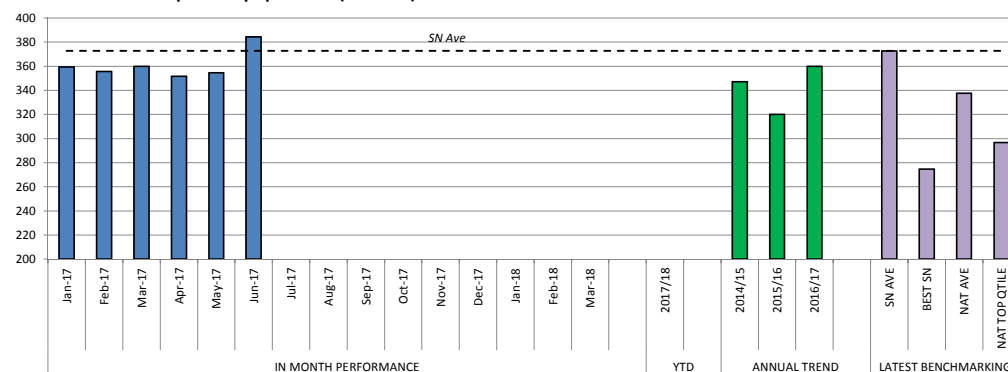 400
380
360
340
320
300
280
260
240
220
200
SN Ave
Jan-17
Feb-17
Mar-17
Apr-17
May-17
Jun-17
Jul-17
Aug-17
Sep-17
Oct-17
Nov-17
Dec-17
Jan-18
Feb-18
Mar-18
2017/18
2014/15
2015/16
2016/17
SN AVE
BEST SN
NAT AVE
NAT TOP QTILE
IN MONTH PERFORMANCE
YTD
ANNUAL TREND
LATEST BENCHMARKING